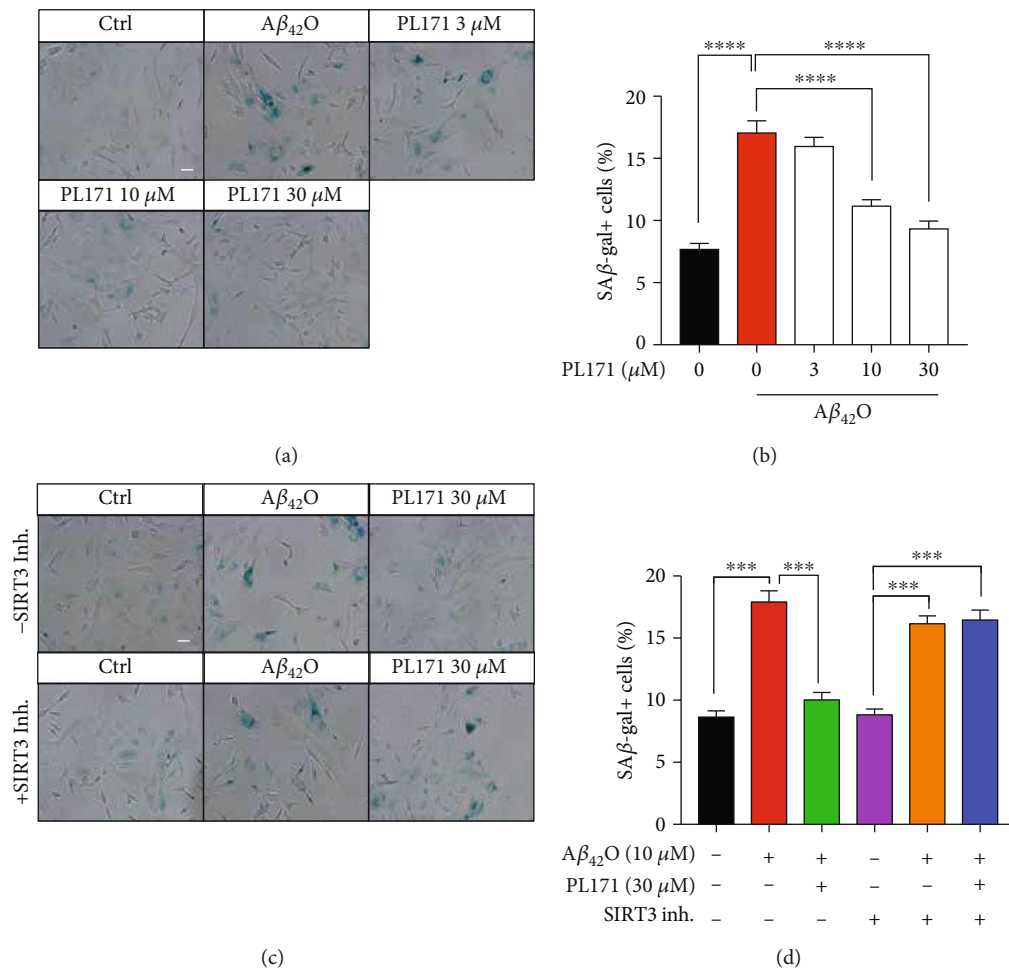 Ctrl Aβ₄₂O PL171 3 μM
PL171 10 μM PL171 30 μM
(a)
**** ****
****
20
15
10
5
0
SAβ-gal+ cells (%)
PL171 (μM) 0 0 3 10 30
Aβ₄₂O
(b)
Ctrl Aβ₄₂O PL171 30 μM
−SIRT3 Inh.
Ctrl Aβ₄₂O PL171 30 μM
+SIRT3 Inh.
(c)
*** *** ***
***
20
15
10
5
0
SAβ-gal+ cells (%)
Aβ₄₂O (10 μM) − + + − + +
PL171 (30 μM) − − + − − +
SIRT3 inh. − − − + + +
(d)